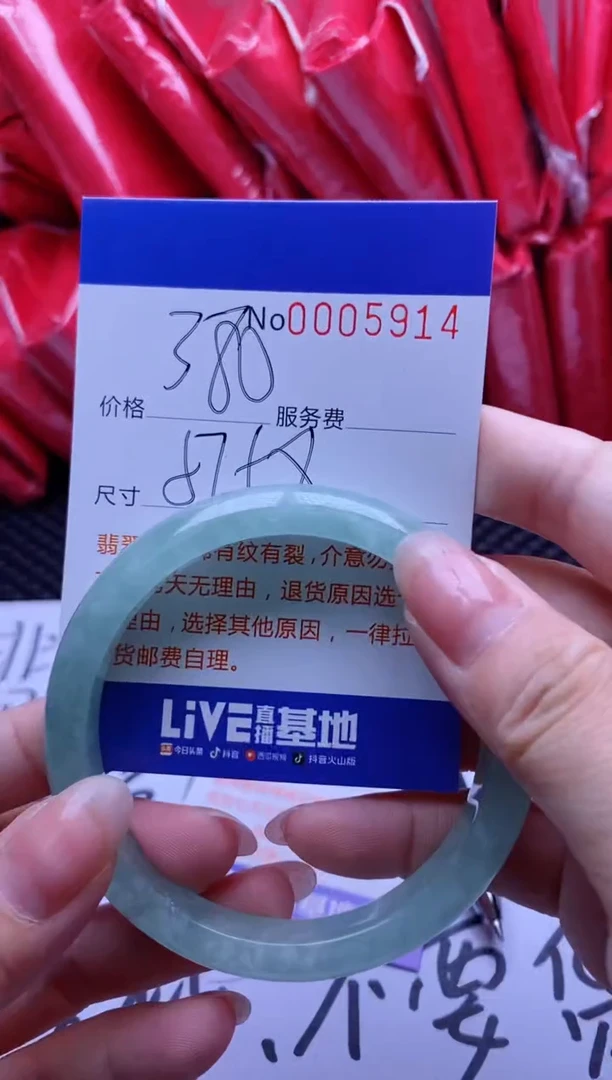 No0005914
价格 380 服务费
尺寸
有纹有裂，介意勿
天无理由，退货原因选
理由，选择其他原因，一律拉
货邮费自理。
LiVE直播基地
今日头条 抖音 西瓜视频 抖音火山版
不要